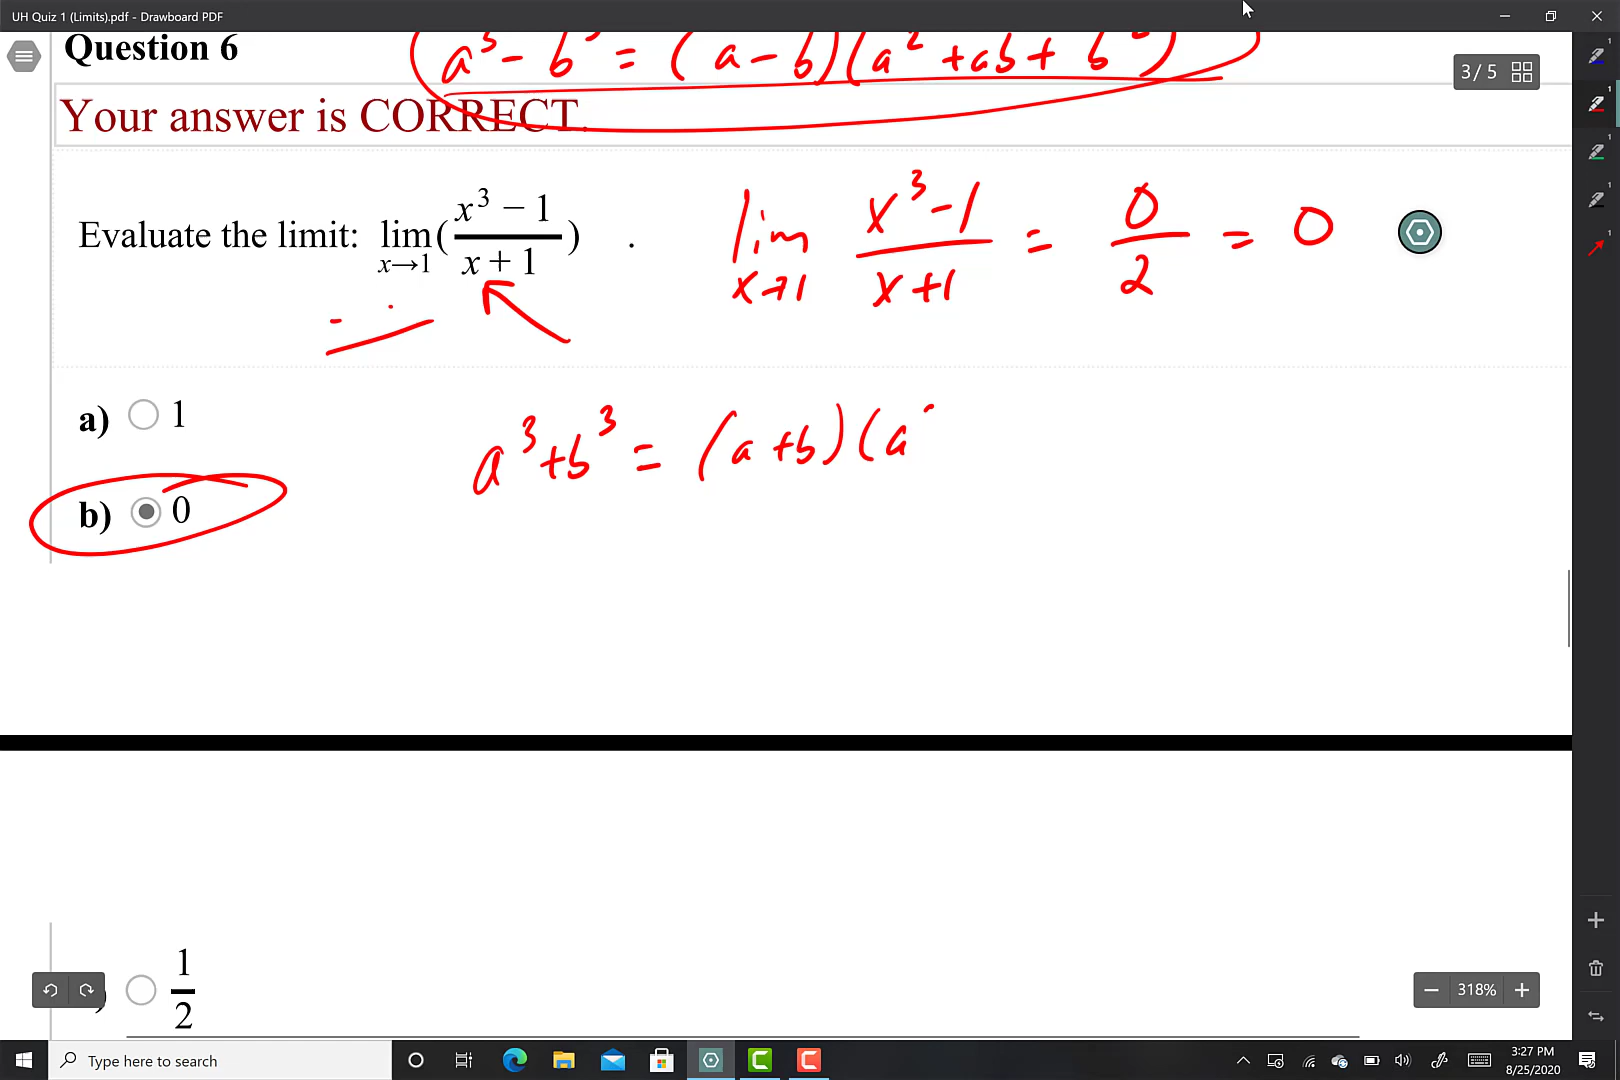 UH Quiz 1 (Limits).pdf - Drawboard PDF
Question 6
a³ - b³ = (a - b)(a² + ab + b²)
3 / 5
Your answer is CORRECT.
Evaluate the limit: lim x→1 (x³ − 1 / x + 1) .
lim x→1 x³ - 1 / x + 1 = 0 / 2 = 0
a) 1
a³ + b³ = (a + b)(a
b) 0
1/2
318%
Type here to search
3:27 PM
8/25/2020